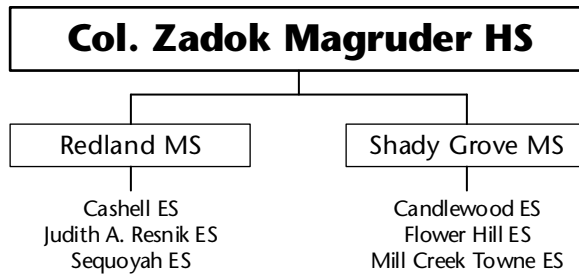 Col. Zadok Magruder HS
Redland MS
Shady Grove MS
Cashell ES
Judith A. Resnik ES
Sequoyah ES
Candlewood ES
Flower Hill ES
Mill Creek Towne ES